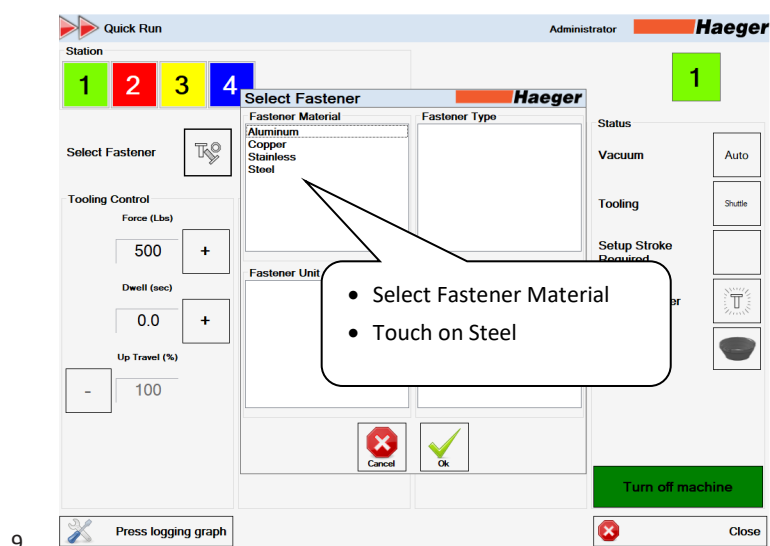 Quick Run
Administrator
Haeger
Station
1
2
3
4
1
Select Fastener
Haeger
Fastener Material
Fastener Type
Aluminum
Copper
Stainless
Steel
Status
Select Fastener
Vacuum
Auto
Tooling Control
Tooling
Shuttle
Force (Lbs)
500
+
Setup Stroke
Required
Fastener Unit
Dwell (sec)
0.0
+
• Select Fastener Material
• Touch on Steel
er
T
Up Travel (%)
-
100
Cancel
Ok
Turn off machine
Press logging graph
Close
9